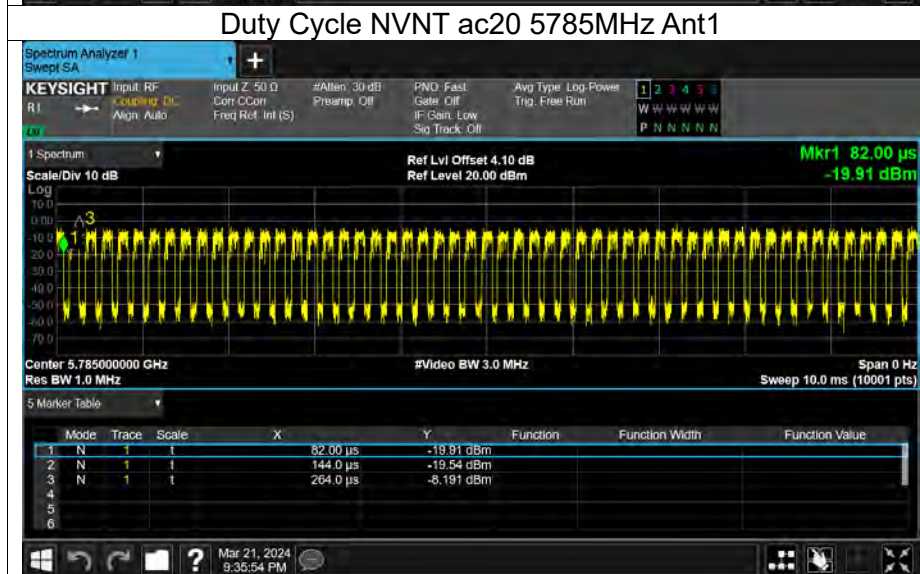 Duty Cycle NVNT ac20 5785MHz Ant1
Spectrum Analyzer 1
Swept SA
+
KEYSIGHT Input: RF Input Z: 50 Ω #Atten: 30 dB PNO: Fast Avg Type: Log-Power 1 2 3 4 5 6
Coupling: DC Corr CCorr Preamp: Off Gate: Off Trig: Free Run W W W W W W
Align: Auto Freq Ref: Int (S) IF Gain: Low
Sig Track: Off P N N N N N
1 Spectrum Ref Lvl Offset 4.10 dB Mkr1 82.00 µs
Scale/Div 10 dB Ref Level 20.00 dBm -19.91 dBm
Log
10.0
0.00
-10.0
-20.0
-30.0
-40.0
-50.0
-60.0
-70.0
3
1
Center 5.785000000 GHz #Video BW 3.0 MHz Span 0 Hz
Res BW 1.0 MHz Sweep 10.0 ms (10001 pts)
5 Marker Table
Mode Trace Scale X Y Function Function Width Function Value
1 N 1 t 82.00 µs -19.91 dBm
2 N 1 t 144.0 µs -19.54 dBm
3 N 1 t 264.0 µs -8.191 dBm
4
5
6
? Mar 21, 2024
9:35:54 PM